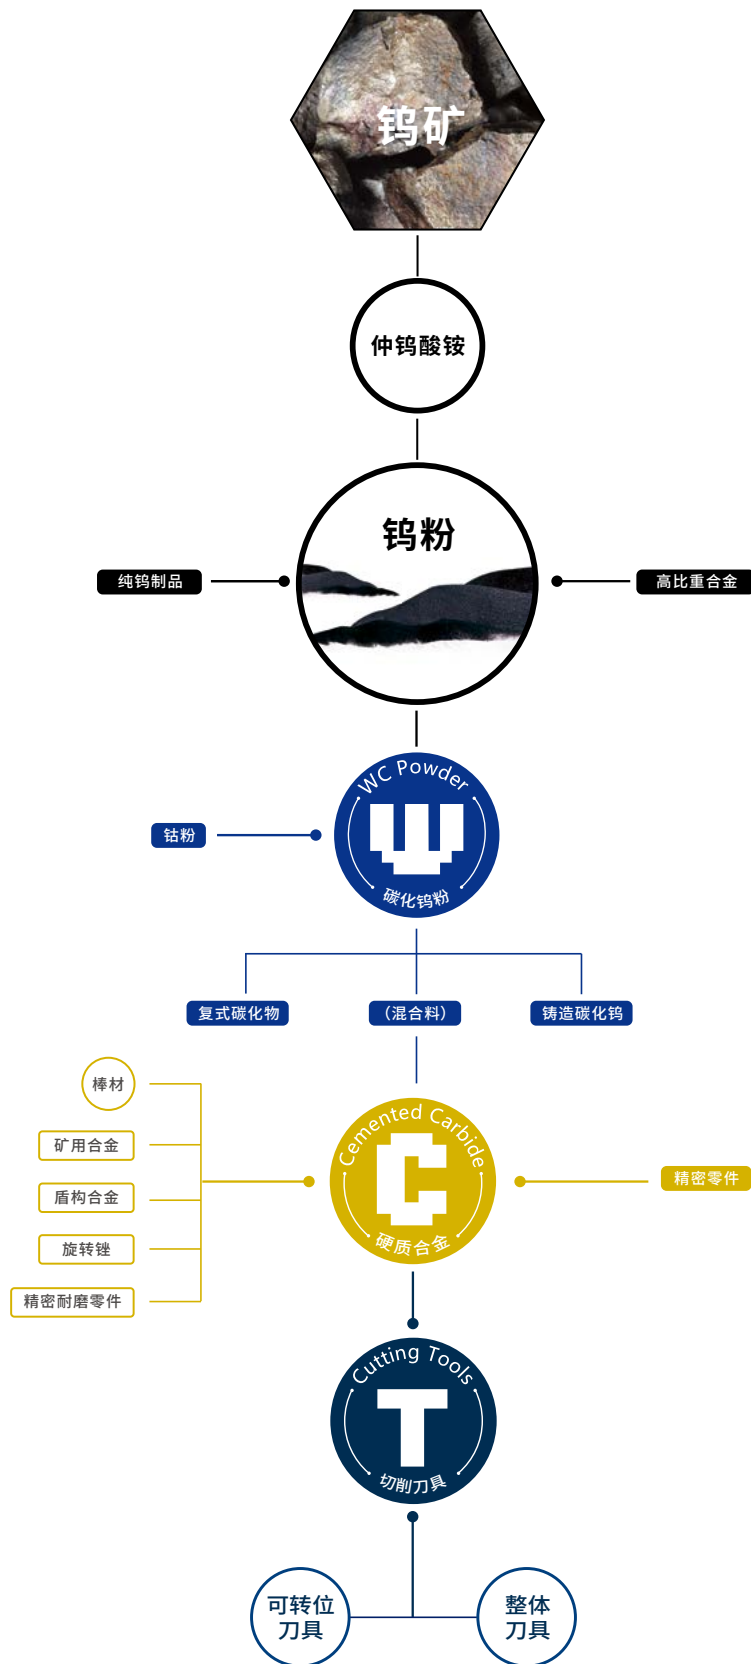 钨矿
仲钨酸铵
钨粉
纯钨制品
高比重合金
WC Powder
W
碳化钨粉
钴粉
复式碳化物
（混合料）
铸造碳化钨
棒材
矿用合金
盾构合金
旋转锉
精密耐磨零件
Cemented Carbide
C
硬质合金
精密零件
Cutting Tools
T
切削刀具
可转位
刀具
整体
刀具